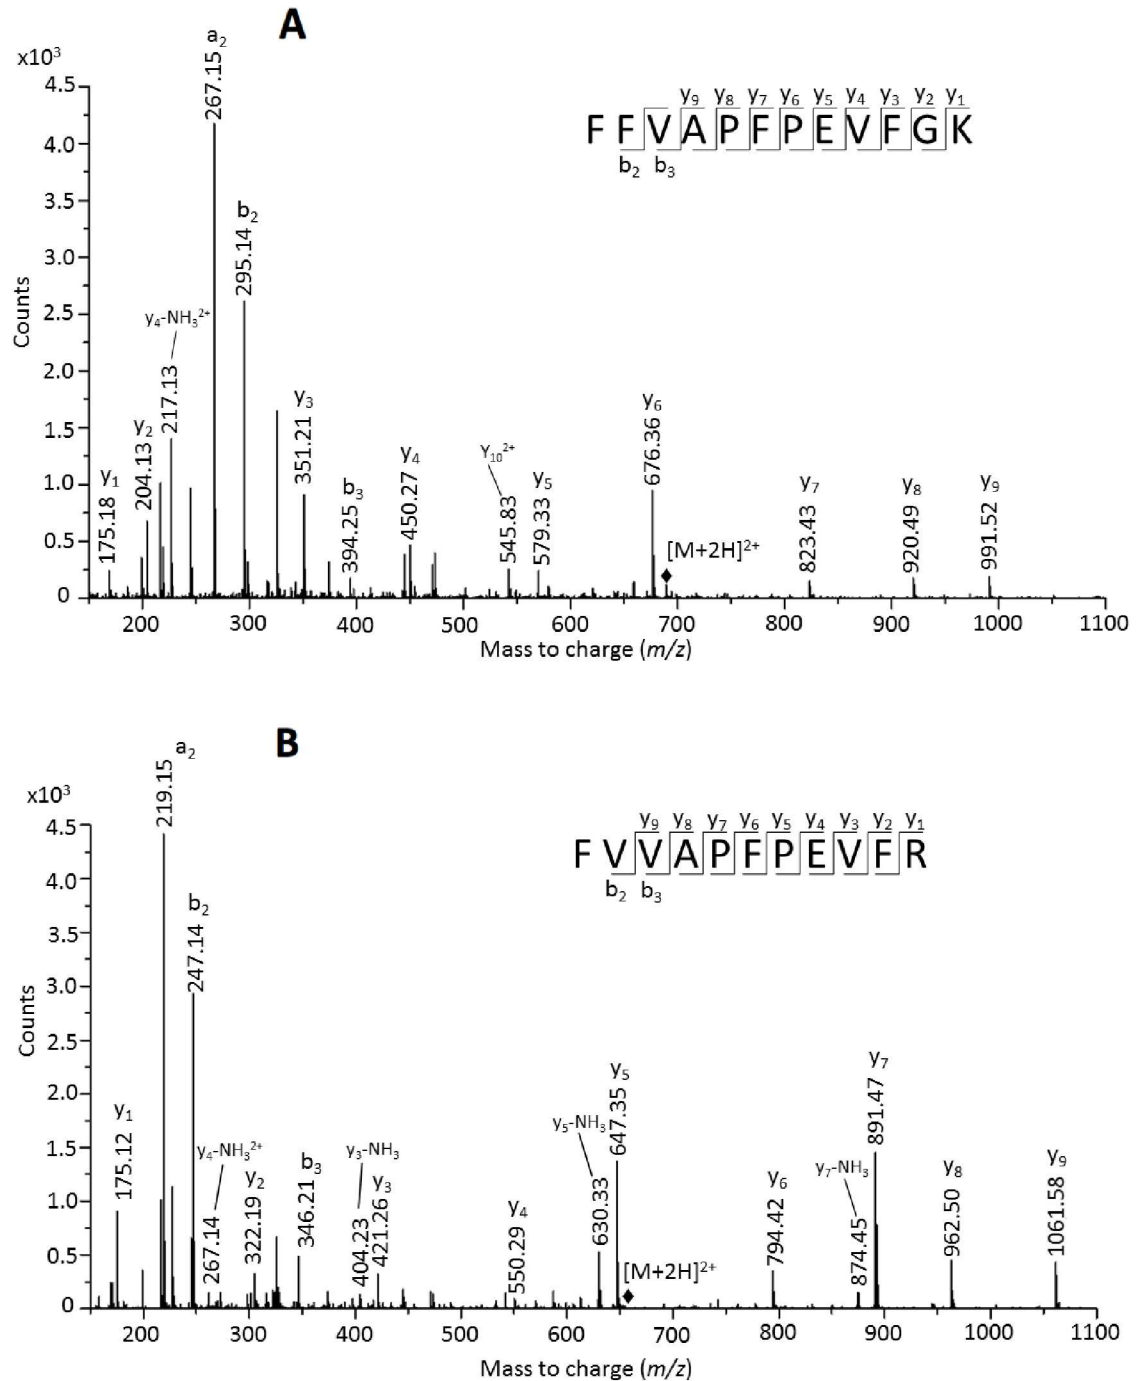 A
x10³
a₂
267.15
4.5
y₉ y₈ y₇ y₆ y₅ y₄ y₃ y₂ y₁
F F V A P F P E V F G K
b₂ b₃
4.0
3.5
b₂
295.14
3.0
2.5
y₄-NH₃²⁺
217.13
2.0
y₃
351.21
y₆
676.36
1.5
y₂
204.13
y₁
175.18
y₄
450.27
Y₁₀²⁺
545.83
y₅
579.33
b₃
394.25
y₇
823.43
y₈
920.49
y₉
991.52
1.0
[M+2H]²⁺
0.5
0
Counts
200 300 400 500 600 700 800 900 1000 1100
Mass to charge (m/z)
B
a₂
219.15
x10³
4.5
y₉ y₈ y₇ y₆ y₅ y₄ y₃ y₂ y₁
F V V A P F P E V F R
b₂ b₃
4.0
b₂
247.14
3.5
3.0
2.5
y₅
647.35
y₇
891.47
2.0
y₁
175.12
y₅-NH₃
630.33
1.5
y₄-NH₃²⁺
267.14
y₂
322.19
b₃
346.21
y₃-NH₃
404.23
y₃
421.26
y₄
550.29
y₆
794.42
y₇-NH₃
874.45
y₈
962.50
y₉
1061.58
1.0
[M+2H]²⁺
0.5
0
Counts
200 300 400 500 600 700 800 900 1000 1100
Mass to charge (m/z)